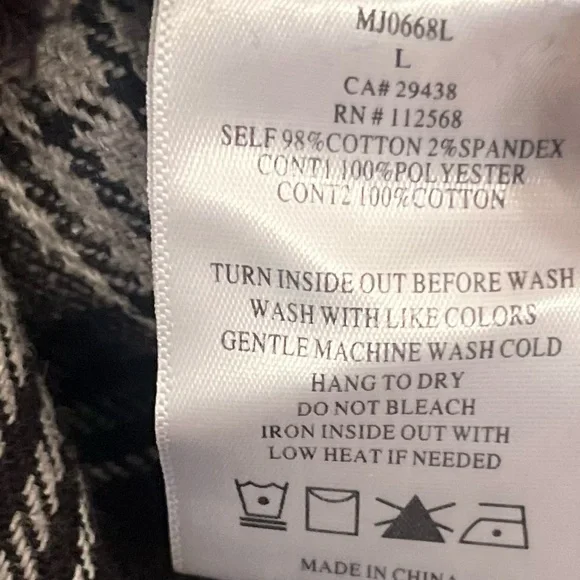 MJ0668L
L
CA# 29438
RN # 112568
SELF 98%COTTON 2%SPANDEX
CONT1 100%POLYESTER
CONT2 100%COTTON
TURN INSIDE OUT BEFORE WASH
WASH WITH LIKE COLORS
GENTLE MACHINE WASH COLD
HANG TO DRY
DO NOT BLEACH
IRON INSIDE OUT WITH
LOW HEAT IF NEEDED
MADE IN CHINA